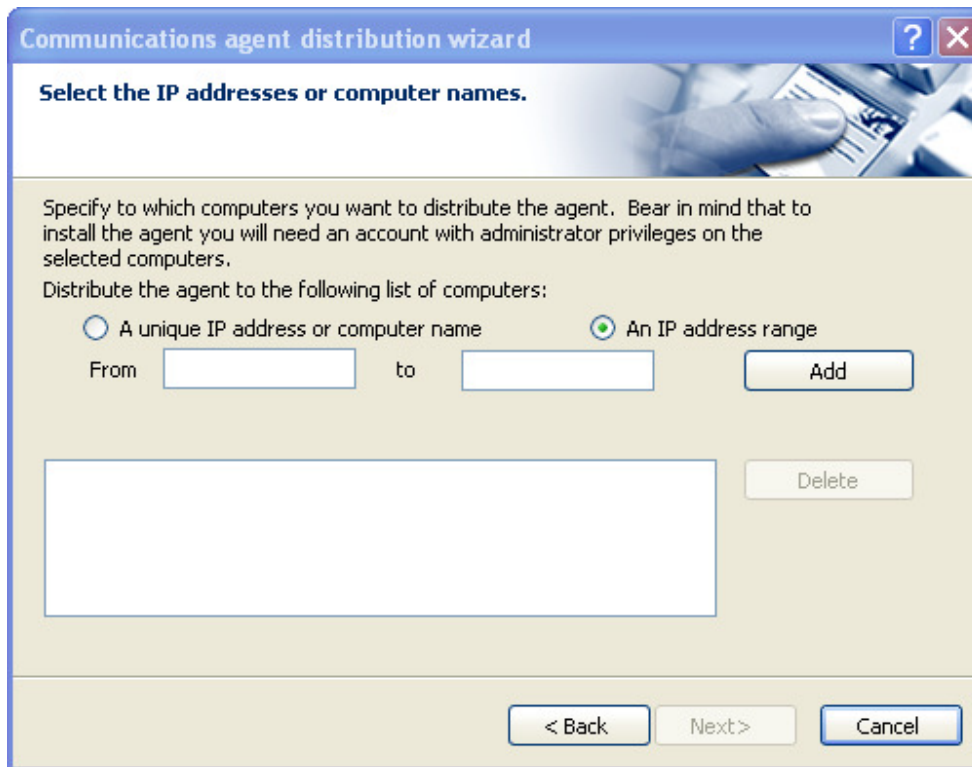 Communications agent distribution wizard
?
Select the IP addresses or computer names.
Specify to which computers you want to distribute the agent. Bear in mind that to
install the agent you will need an account with administrator privileges on the
selected computers.
Distribute the agent to the following list of computers:
A unique IP address or computer name An IP address range
From to Add
Delete
< Back Next> Cancel